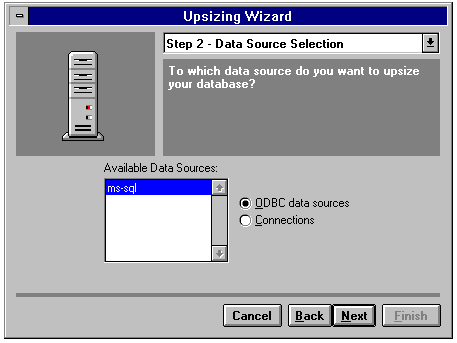 Upsizing Wizard
Step 2 - Data Source Selection
To which data source do you want to upsize
your database?
Available Data Sources:
ms-sql
ODBC data sources
Connections
Cancel
Back
Next
Finish